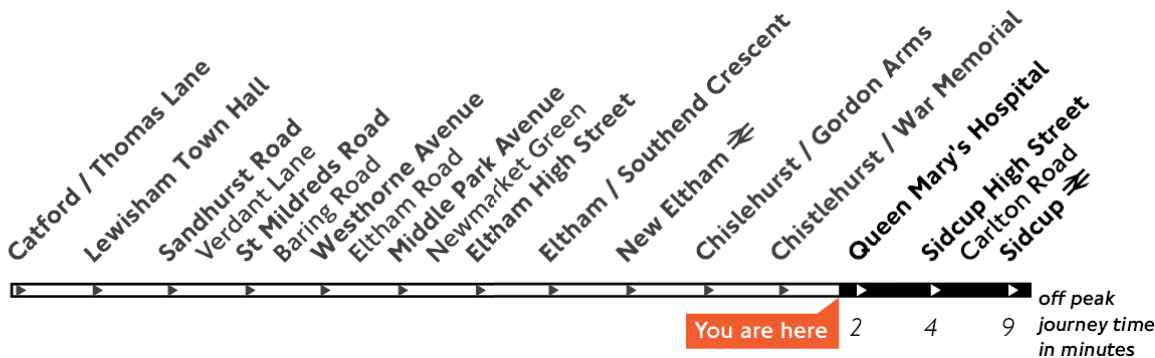 Catford / Thomas Lane
Lewisham Town Hall
Sandhurst Road
Verdant Lane
St Mildreds Road
Baring Road
Westhorne Avenue
Eltham Road
Middle Park Avenue
Newmarket Green
Eltham High Street
Eltham / Southend Crescent
New Eltham
Chislehurst / Gordon Arms
Chistlehurst / War Memorial
Queen Mary's Hospital
Sidcup High Street
Carlton Road
Sidcup
You are here
2
4
9
off peak
journey time
in minutes